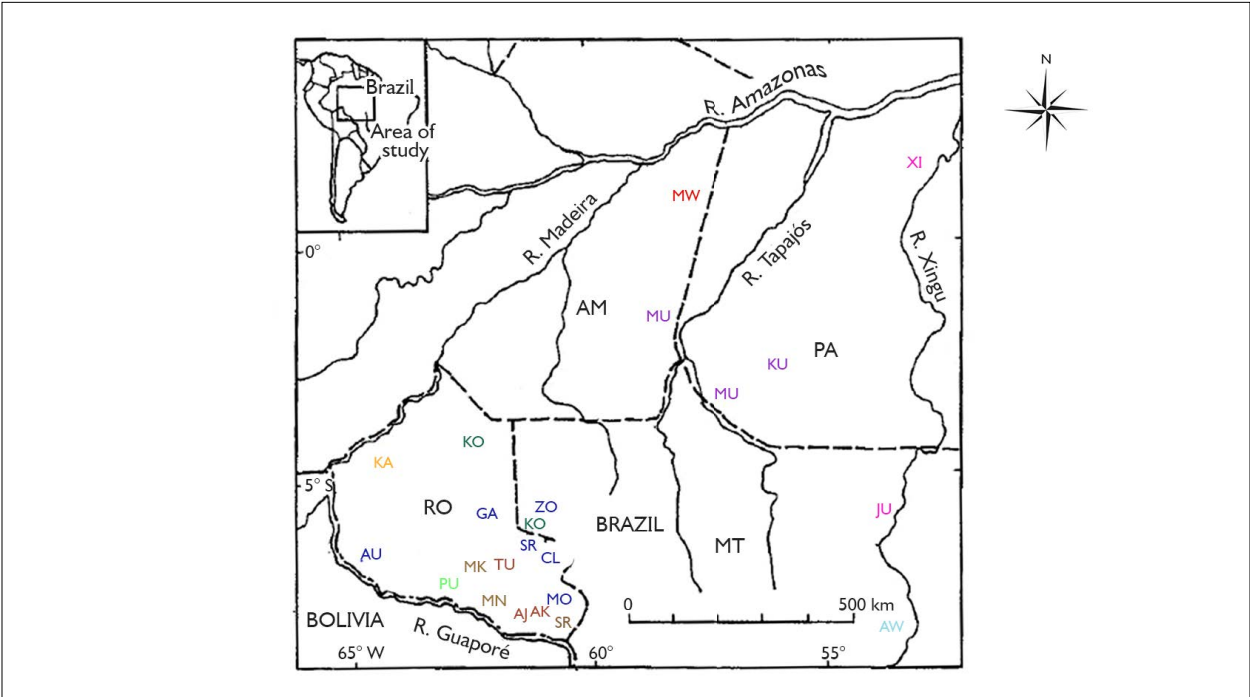 N
Brazil
Area of
study
R. Amazonas
XI
MW
R. Madeira
R. Tapajós
R. Xingu
0°
AM
MU
PA
KU
MU
KO
KA
5° S
RO
GA
ZO
KO
BRAZIL
JU
SR
MT
AU
CL
MK
TU
PU
MN
MO
0
500 km
AJ
AK
SR
BOLIVIA
R. Guaporé
AW
65° W
60°
55°